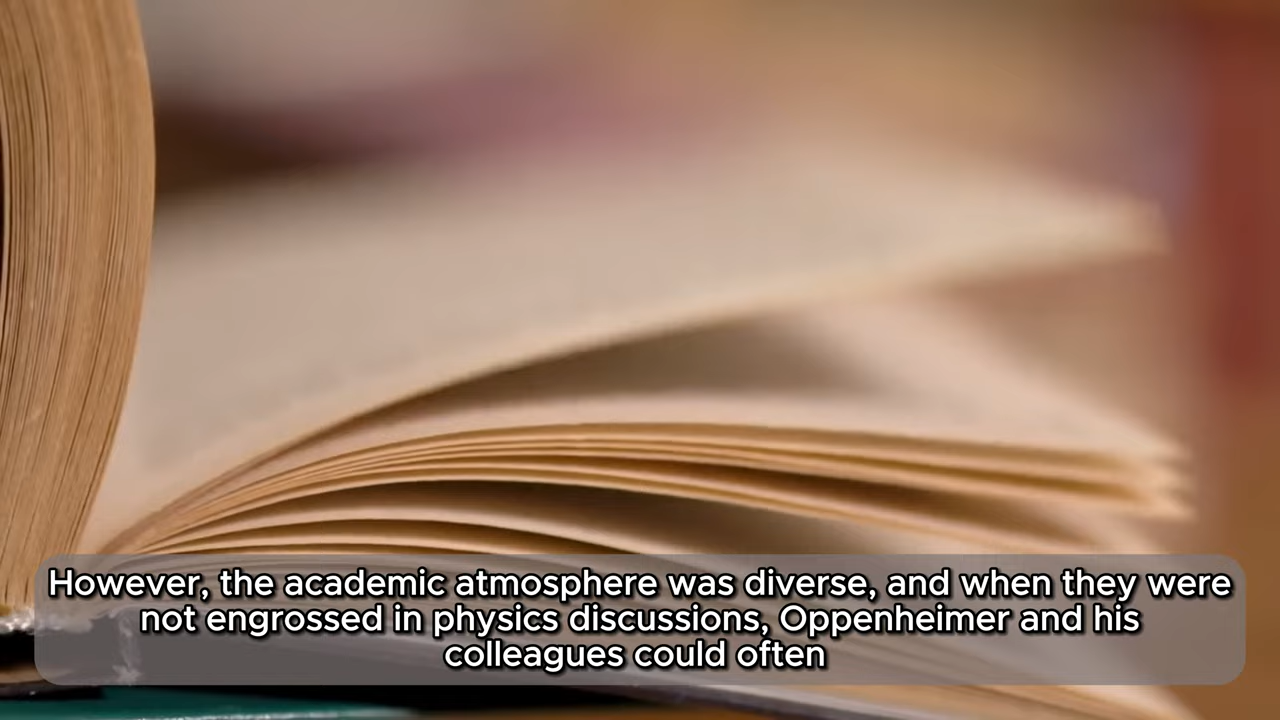 However, the academic atmosphere was diverse, and when they were
not engrossed in physics discussions, Oppenheimer and his
colleagues could often